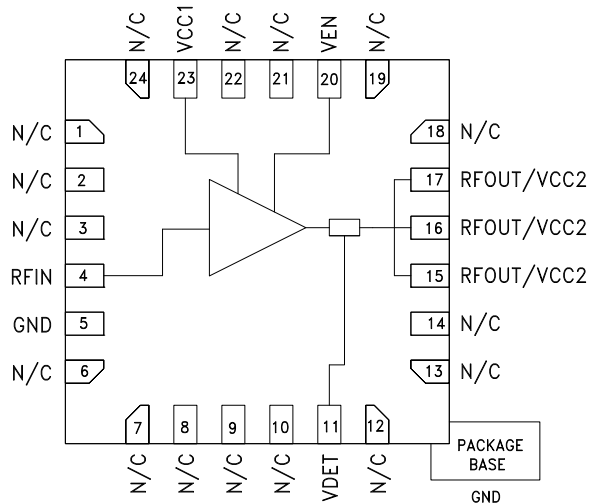 N/C
VCC1
N/C
N/C
VEN
N/C
24
23
22
21
20
19
N/C 1
18 N/C
N/C 2
17 RFOUT/VCC2
N/C 3
16 RFOUT/VCC2
RFIN 4
15 RFOUT/VCC2
GND 5
14 N/C
N/C 6
13 N/C
7
8
9
10
11
12
N/C
N/C
N/C
N/C
VDET
N/C
PACKAGE
BASE
GND